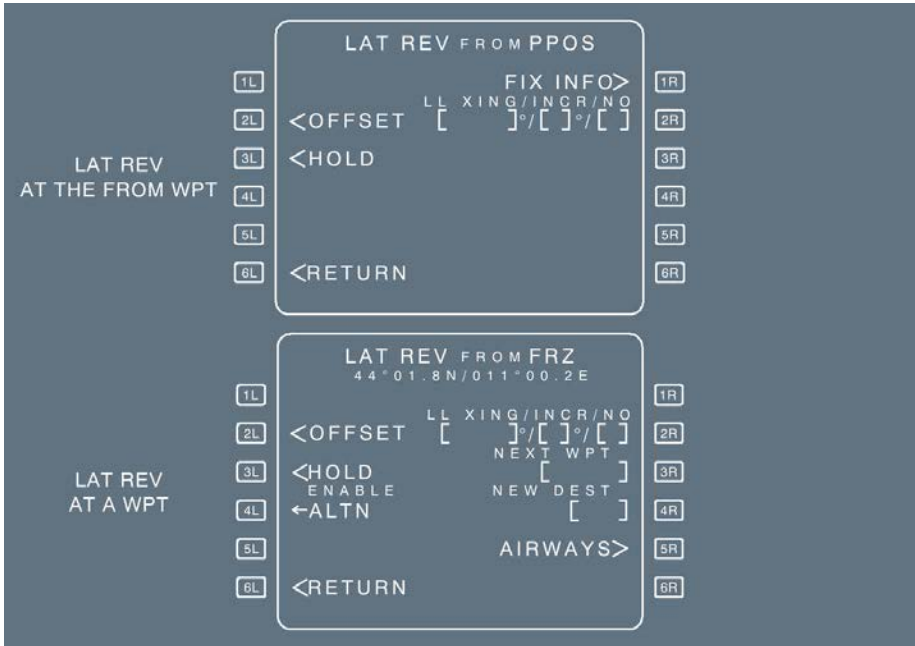 LAT REV FROM PPOS
1L FIX INFO> 1R
LL XING/INCR/NO
2L <OFFSET [ ]°/[ ]°/[ ] 2R
3L <HOLD 3R
LAT REV
AT THE FROM WPT
4L 4R
5L 5R
6L <RETURN 6R
LAT REV FROM FRZ
44°01.8N/011°00.2E
1L 1R
LL XING/INCR/NO
2L <OFFSET [ ]°/[ ]°/[ ] 2R
NEXT WPT
3L <HOLD [ ] 3R
LAT REV
AT A WPT
ENABLE NEW DEST
4L ←ALTN [ ] 4R
5L AIRWAYS> 5R
6L <RETURN 6R